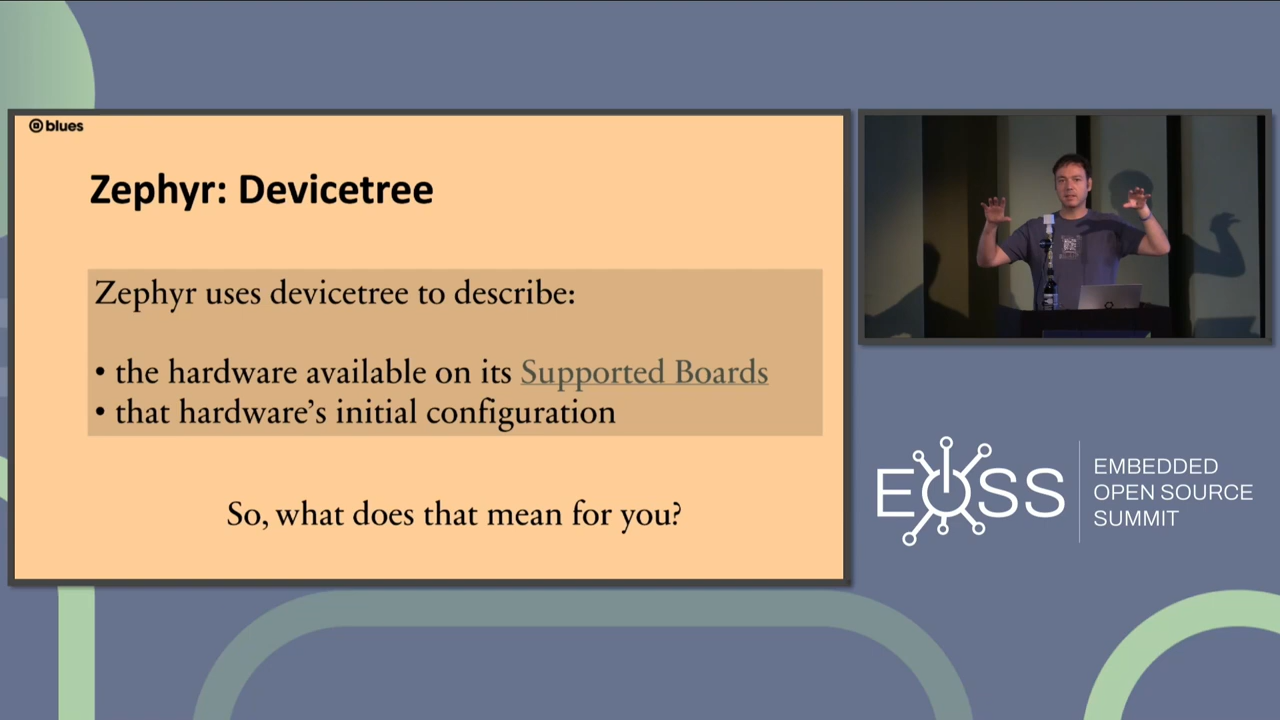 blues
Zephyr: Devicetree
Zephyr uses devicetree to describe:
• the hardware available on its Supported Boards
• that hardware's initial configuration
So, what does that mean for you?
EOSS
EMBEDDED
OPEN SOURCE
SUMMIT